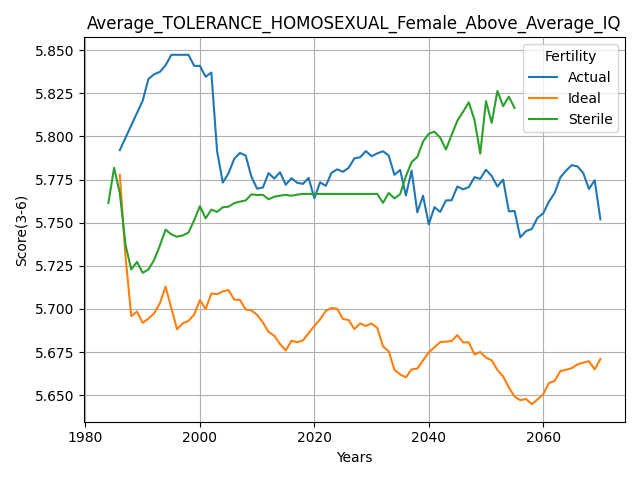 Average_TOLERANCE_HOMOSEXUAL_Female_Above_Average_IQ
Fertility
Actual
Ideal
Sterile
Score(3-6)
5.850
5.825
5.800
5.775
5.750
5.725
5.700
5.675
5.650
1980
2000
2020
2040
2060
Years